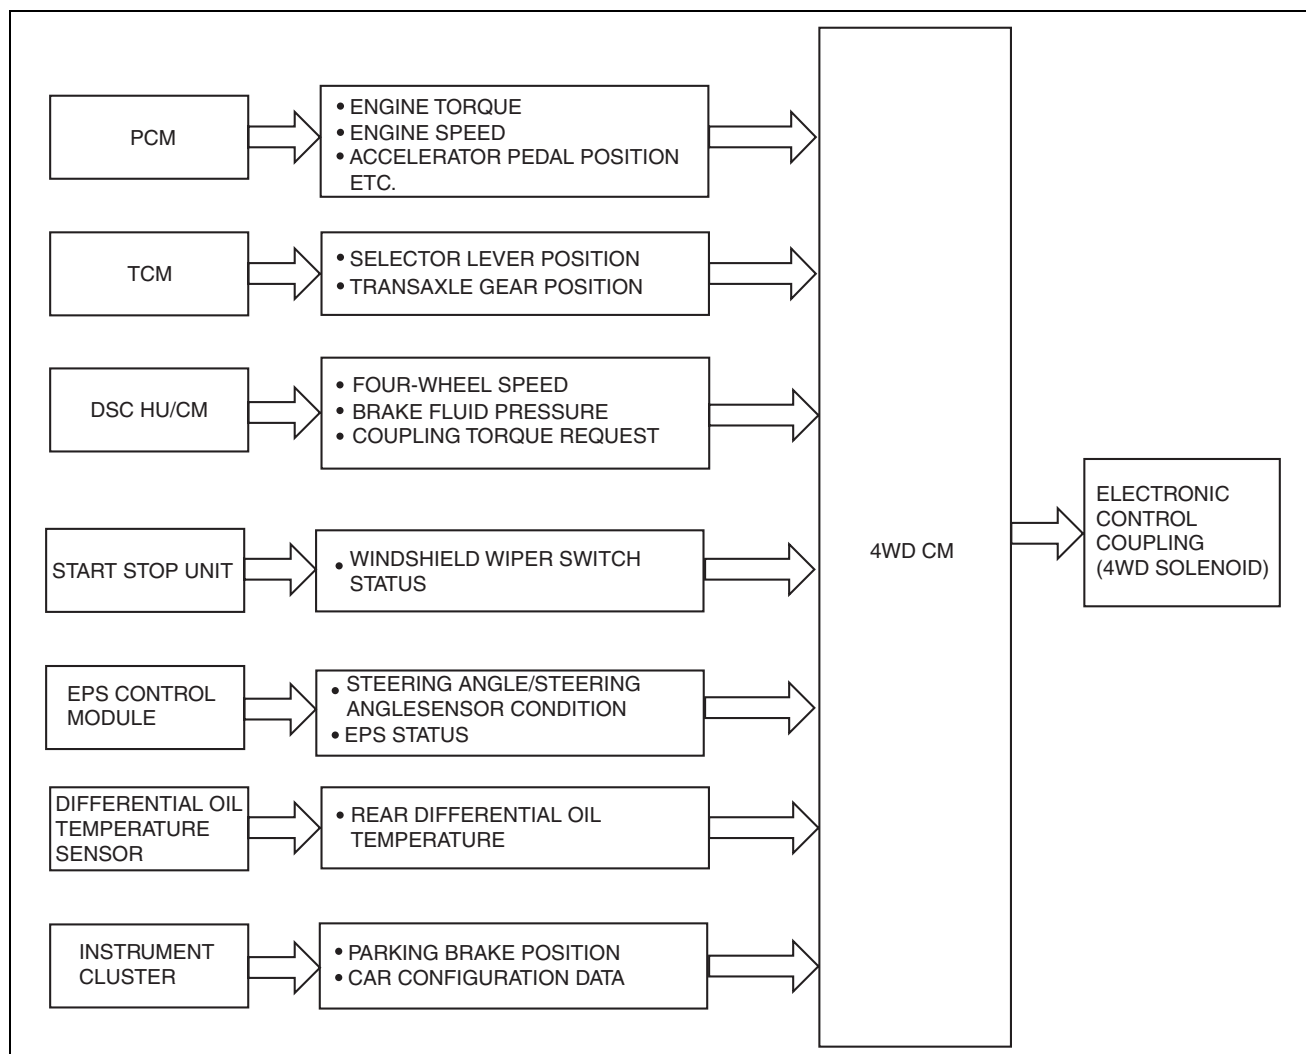 PCM
• ENGINE TORQUE
• ENGINE SPEED
• ACCELERATOR PEDAL POSITION
ETC.
TCM
• SELECTOR LEVER POSITION
• TRANSAXLE GEAR POSITION
DSC HU/CM
• FOUR-WHEEL SPEED
• BRAKE FLUID PRESSURE
• COUPLING TORQUE REQUEST
START STOP UNIT
• WINDSHIELD WIPER SWITCH
STATUS
EPS CONTROL
MODULE
• STEERING ANGLE/STEERING
ANGLESENSOR CONDITION
• EPS STATUS
DIFFERENTIAL OIL
TEMPERATURE
SENSOR
• REAR DIFFERENTIAL OIL
TEMPERATURE
INSTRUMENT
CLUSTER
• PARKING BRAKE POSITION
• CAR CONFIGURATION DATA
4WD CM
ELECTRONIC
CONTROL
COUPLING
(4WD SOLENOID)